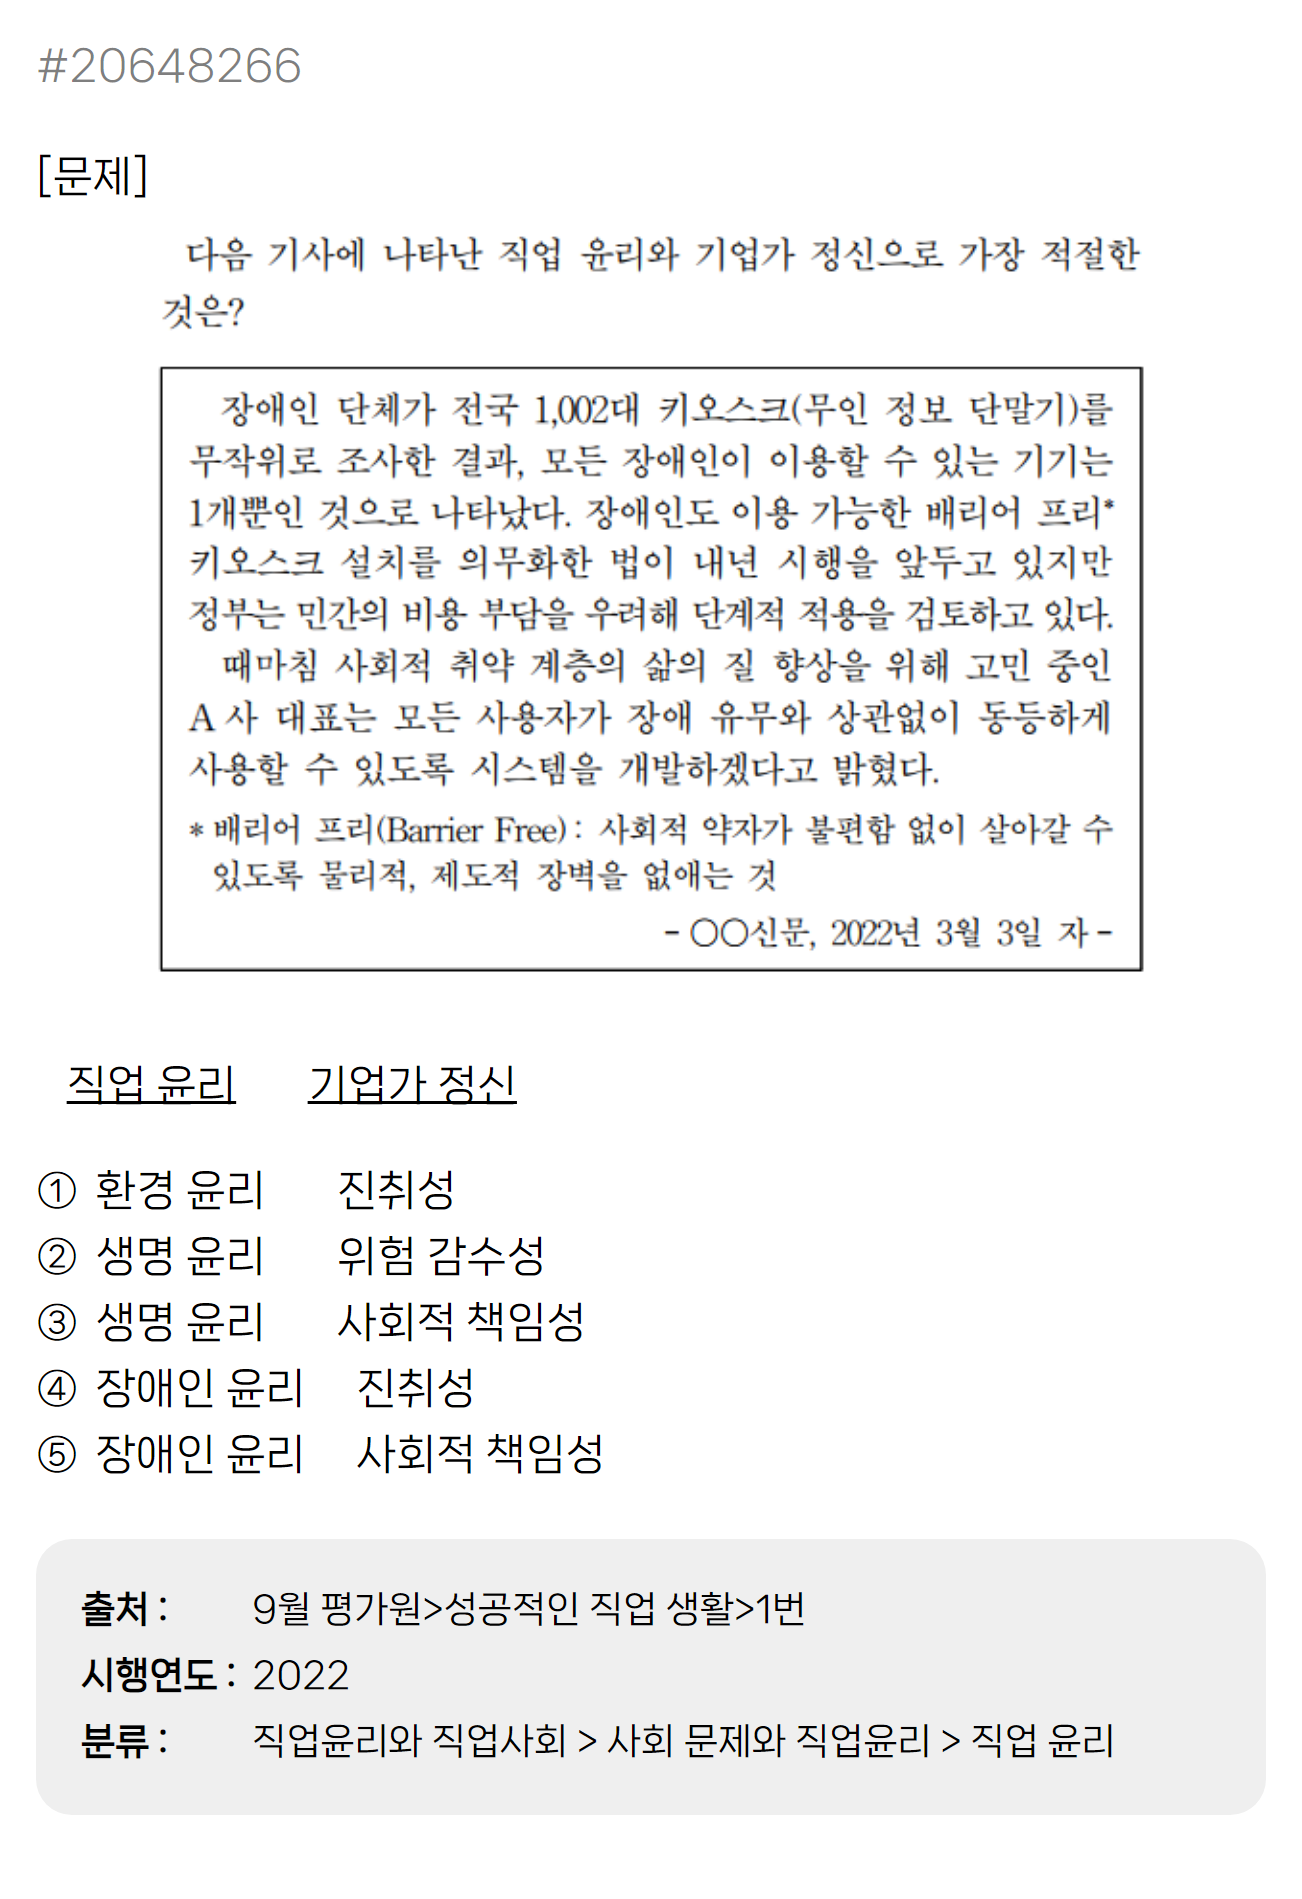 #20648266
[문제]
다음 기사에 나타난 직업 윤리와 기업가 정신으로 가장 적절한
것은?
장애인 단체가 전국 1,002대 키오스크(무인 정보 단말기)를
무작위로 조사한 결과, 모든 장애인이 이용할 수 있는 기기는
1개뿐인 것으로 나타났다. 장애인도 이용 가능한 배리어 프리*
키오스크 설치를 의무화한 법이 내년 시행을 앞두고 있지만
정부는 민간의 비용 부담을 우려해 단계적 적용을 검토하고 있다.
때마침 사회적 취약 계층의 삶의 질 향상을 위해 고민 중인
A사 대표는 모든 사용자가 장애 유무와 상관없이 동등하게
사용할 수 있도록 시스템을 개발하겠다고 밝혔다.
* 배리어 프리(Barrier Free) : 사회적 약자가 불편함 없이 살아갈 수
있도록 물리적, 제도적 장벽을 없애는 것
- ○○신문, 2022년 3월 3일 자 -
직업 윤리 기업가 정신
① 환경 윤리 진취성
② 생명 윤리 위험 감수성
③ 생명 윤리 사회적 책임성
④ 장애인 윤리 진취성
⑤ 장애인 윤리 사회적 책임성
출처 : 9월 평가원>성공적인 직업 생활>1번
시행연도 : 2022
분류 : 직업윤리와 직업사회 > 사회 문제와 직업윤리 > 직업 윤리